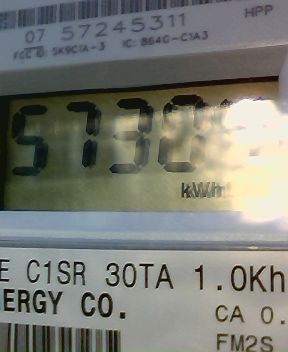 HPP
07 57245311
FCC ID: SK9C1A-3 IC: 864G-C1A3
5730
kWh
E C1SR 30TA 1.0Kh
ERGY CO.
CA 0.
FM2S